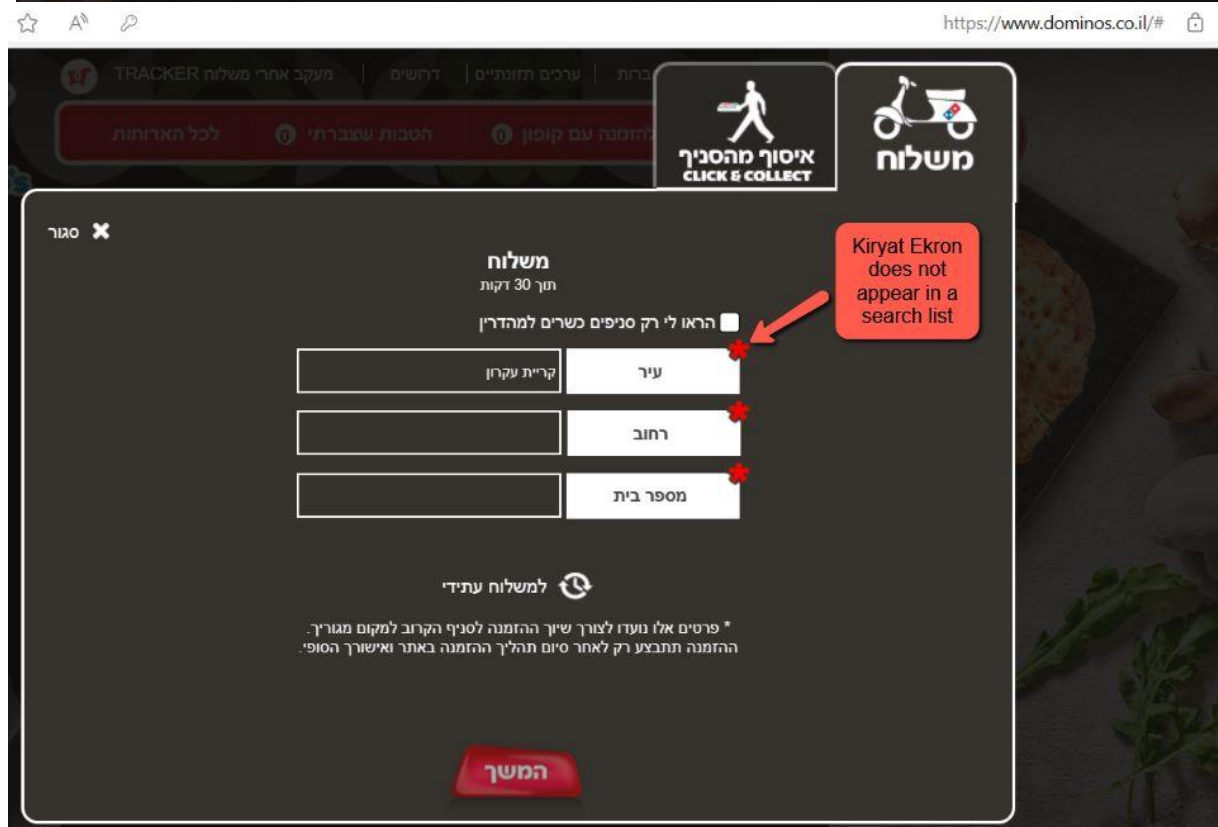 https://www.dominos.co.il/#
ערכים תזונתיים | דרושים | מעקב אחרי משלוח TRACKER
להזמנה עם קופון 0 הטבות שצברתי 0 לכל הארוחות
משלוח
איסוף מהסניף
CLICK & COLLECT
סגור
Kiryat Ekron
does not
appear in a
search list
משלוח
תוך 30 דקות
הראו לי רק סניפים כשרים למהדרין
* עיר
קריית עקרון
* רחוב
* מספר בית
למשלוח עתידי
* פרטים אלו נועדו לצורך שיוך ההזמנה לסניף הקרוב למקום מגוריך.
ההזמנה תתבצע רק לאחר סיום תהליך ההזמנה באתר ואישורך הסופי.
המשך